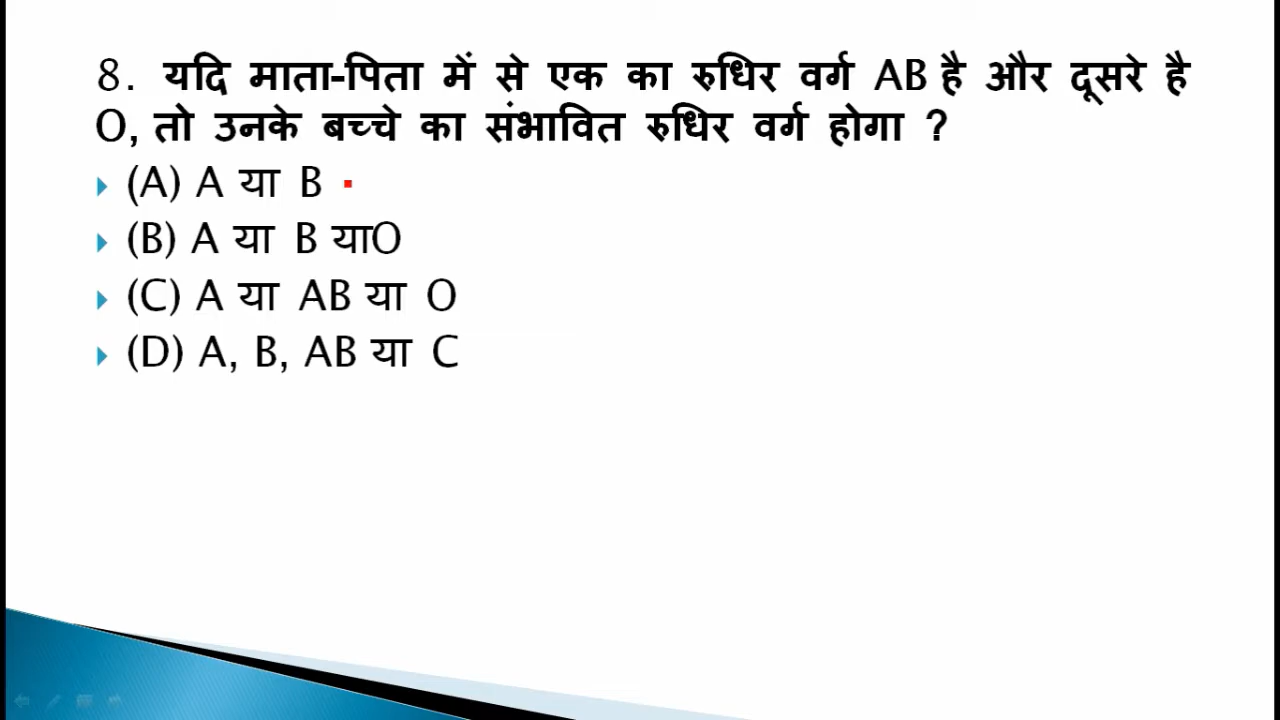 8. यदि माता-पिता में से एक का रुधिर वर्ग AB है और दूसरे है
O, तो उनके बच्चे का संभावित रुधिर वर्ग होगा ?
(A) A या B
(B) A या B याO
(C) A या AB या O
(D) A, B, AB या C